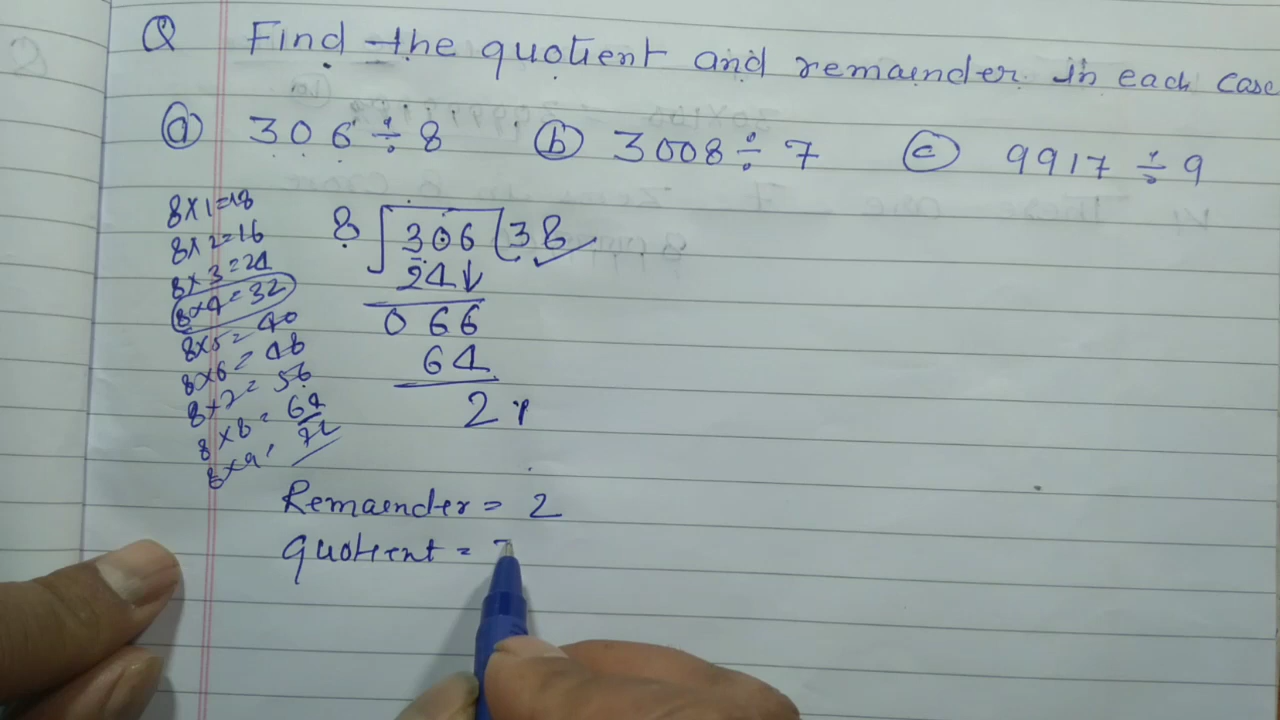 Q Find the quotient and remainder in each case
(a) 306 ÷ 8 (b) 3008 ÷ 7 (c) 9917 ÷ 9
8×1=8
8×2=16
8×3=24
8×4=32
8×5=40
8×6=48
8×7=56
8×8=64
8×9=72
8 306 38
24↓
066
64
2 r
Remainder = 2
quotient =